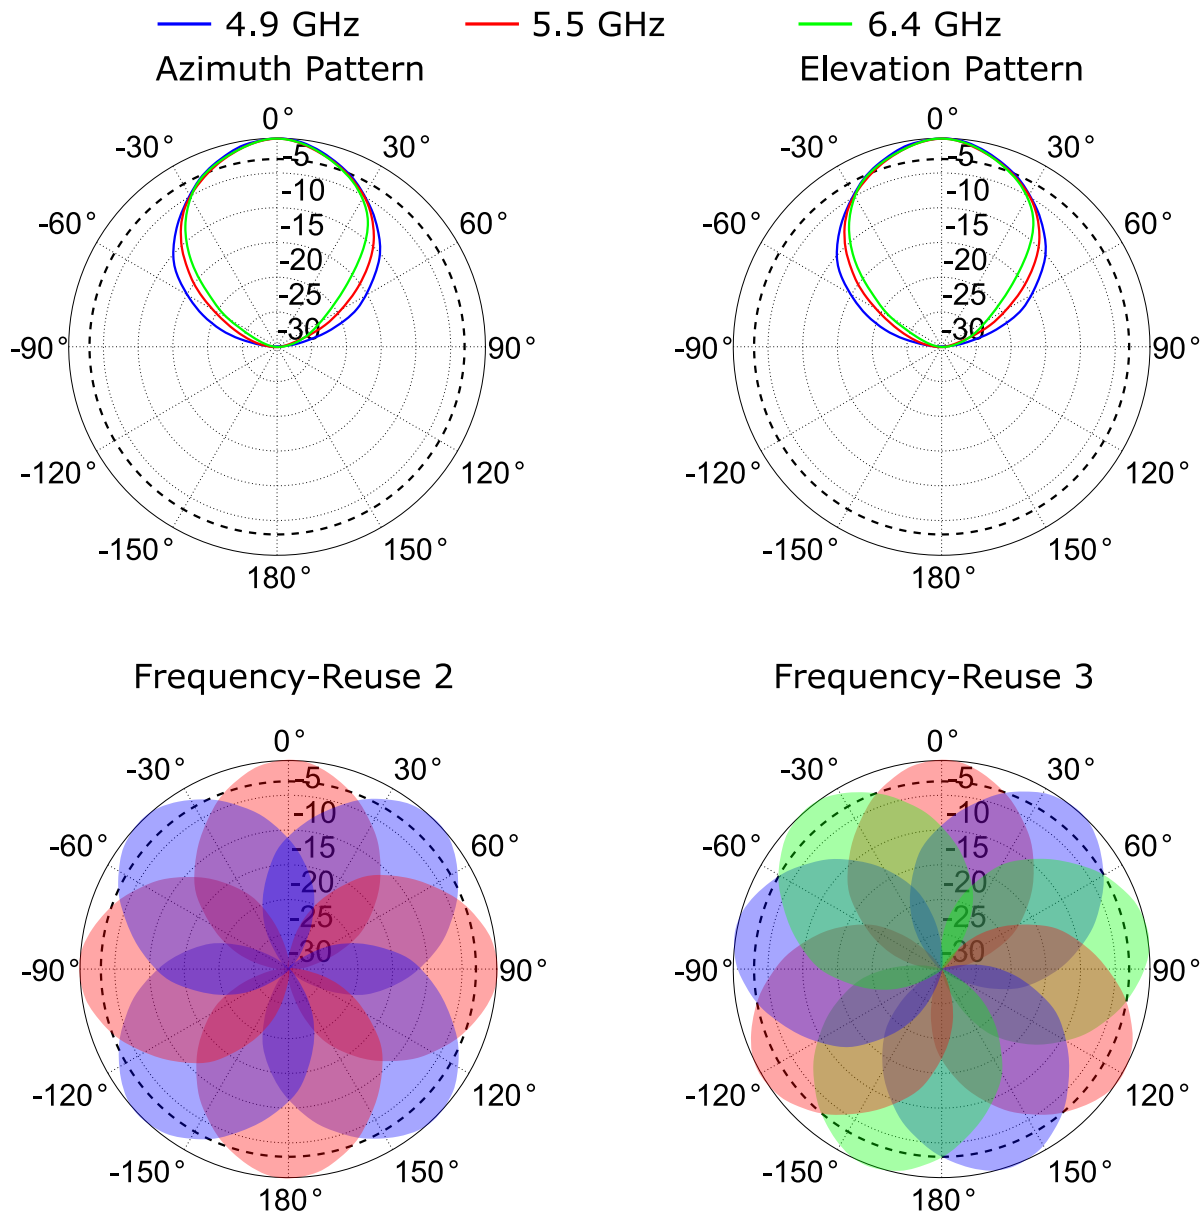 4.9 GHz 5.5 GHz 6.4 GHz
Azimuth Pattern Elevation Pattern
0° 0°
-30° 30° -30° 30°
-5 -5
-10 -10
-60° 60° -60° 60°
-15 -15
-20 -20
-25 -25
-30 -30
-90° 90° -90° 90°
-120° 120° -120° 120°
-150° 150° -150° 150°
180° 180°
Frequency-Reuse 2 Frequency-Reuse 3
0° 0°
-30° 30° -30° 30°
-5 -5
-10 -10
-60° 60° -60° 60°
-15 -15
-20 -20
-25 -25
-30 -30
-90° 90° -90° 90°
-120° 120° -120° 120°
-150° 150° -150° 150°
180° 180°